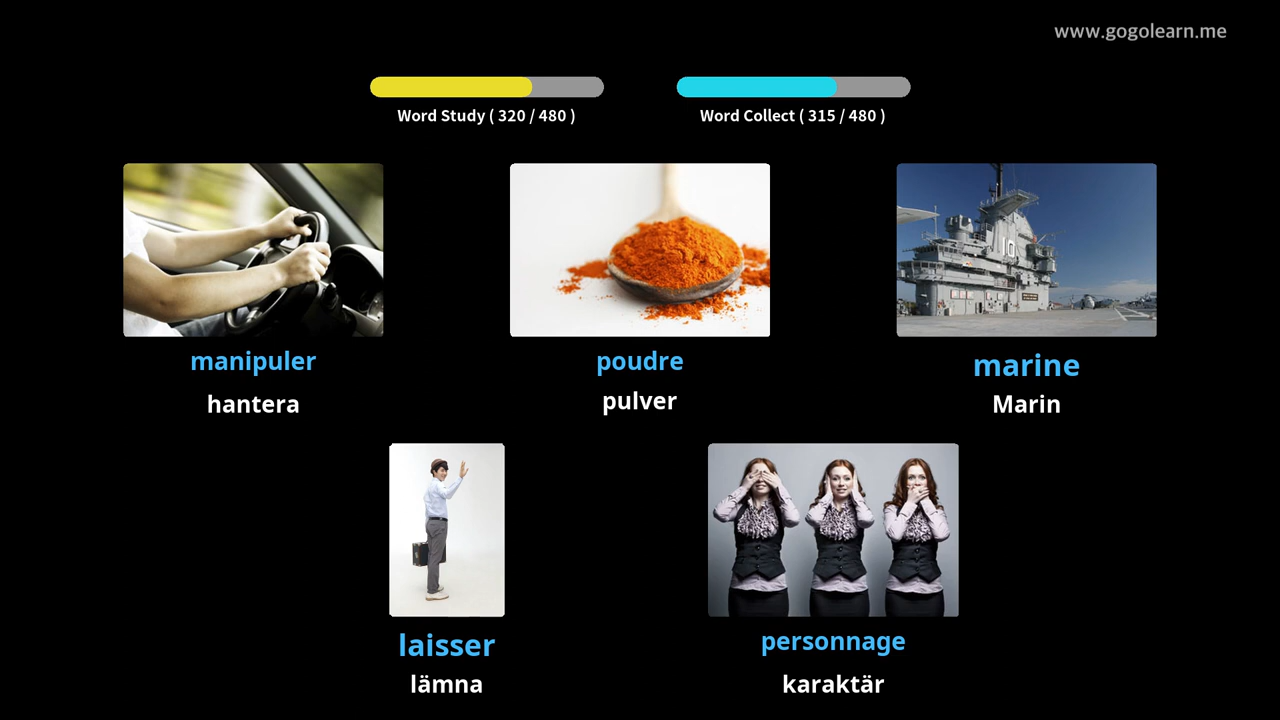 www.gogolearn.me
Word Study ( 320 / 480 )
Word Collect ( 315 / 480 )
10
manipuler
poudre
marine
hantera
pulver
Marin
laisser
personnage
lämna
karaktär